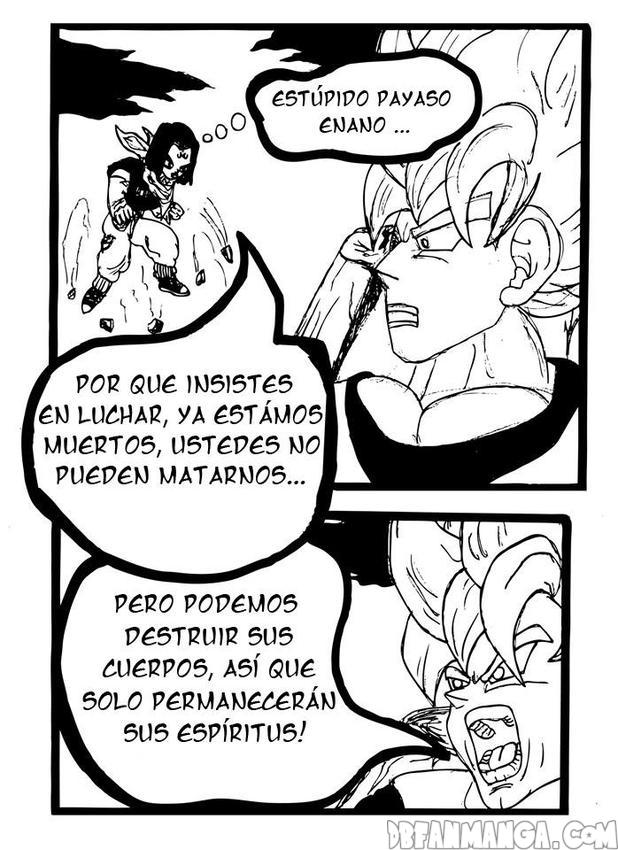 ESTÚPIDO PAYASO
ENANO ...
POR QUE INSISTES
EN LUCHAR, YA ESTÁMOS
MUERTOS, USTEDES NO
PUEDEN MATARNOS...
PERO PODEMOS
DESTRUIR SUS
CUERPOS, ASÍ QUE
SOLO PERMANECERÁN
SUS ESPÍRITUS!
DBFANMANGA.COM